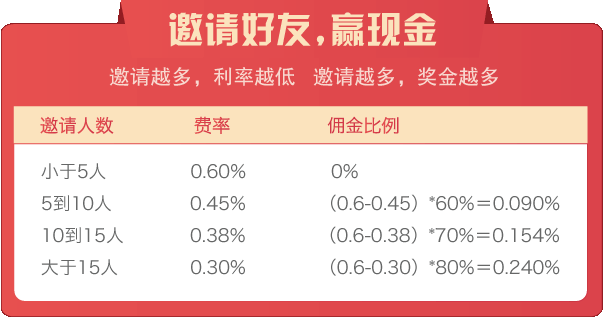 邀请好友,赢现金
邀请越多，利率越低 邀请越多，奖金越多
邀请人数 费率 佣金比例
小于5人 0.60% 0%
5到10人 0.45% （0.6-0.45）*60%＝0.090%
10到15人 0.38% （0.6-0.38）*70%＝0.154%
大于15人 0.30% （0.6-0.30）*80%＝0.240%